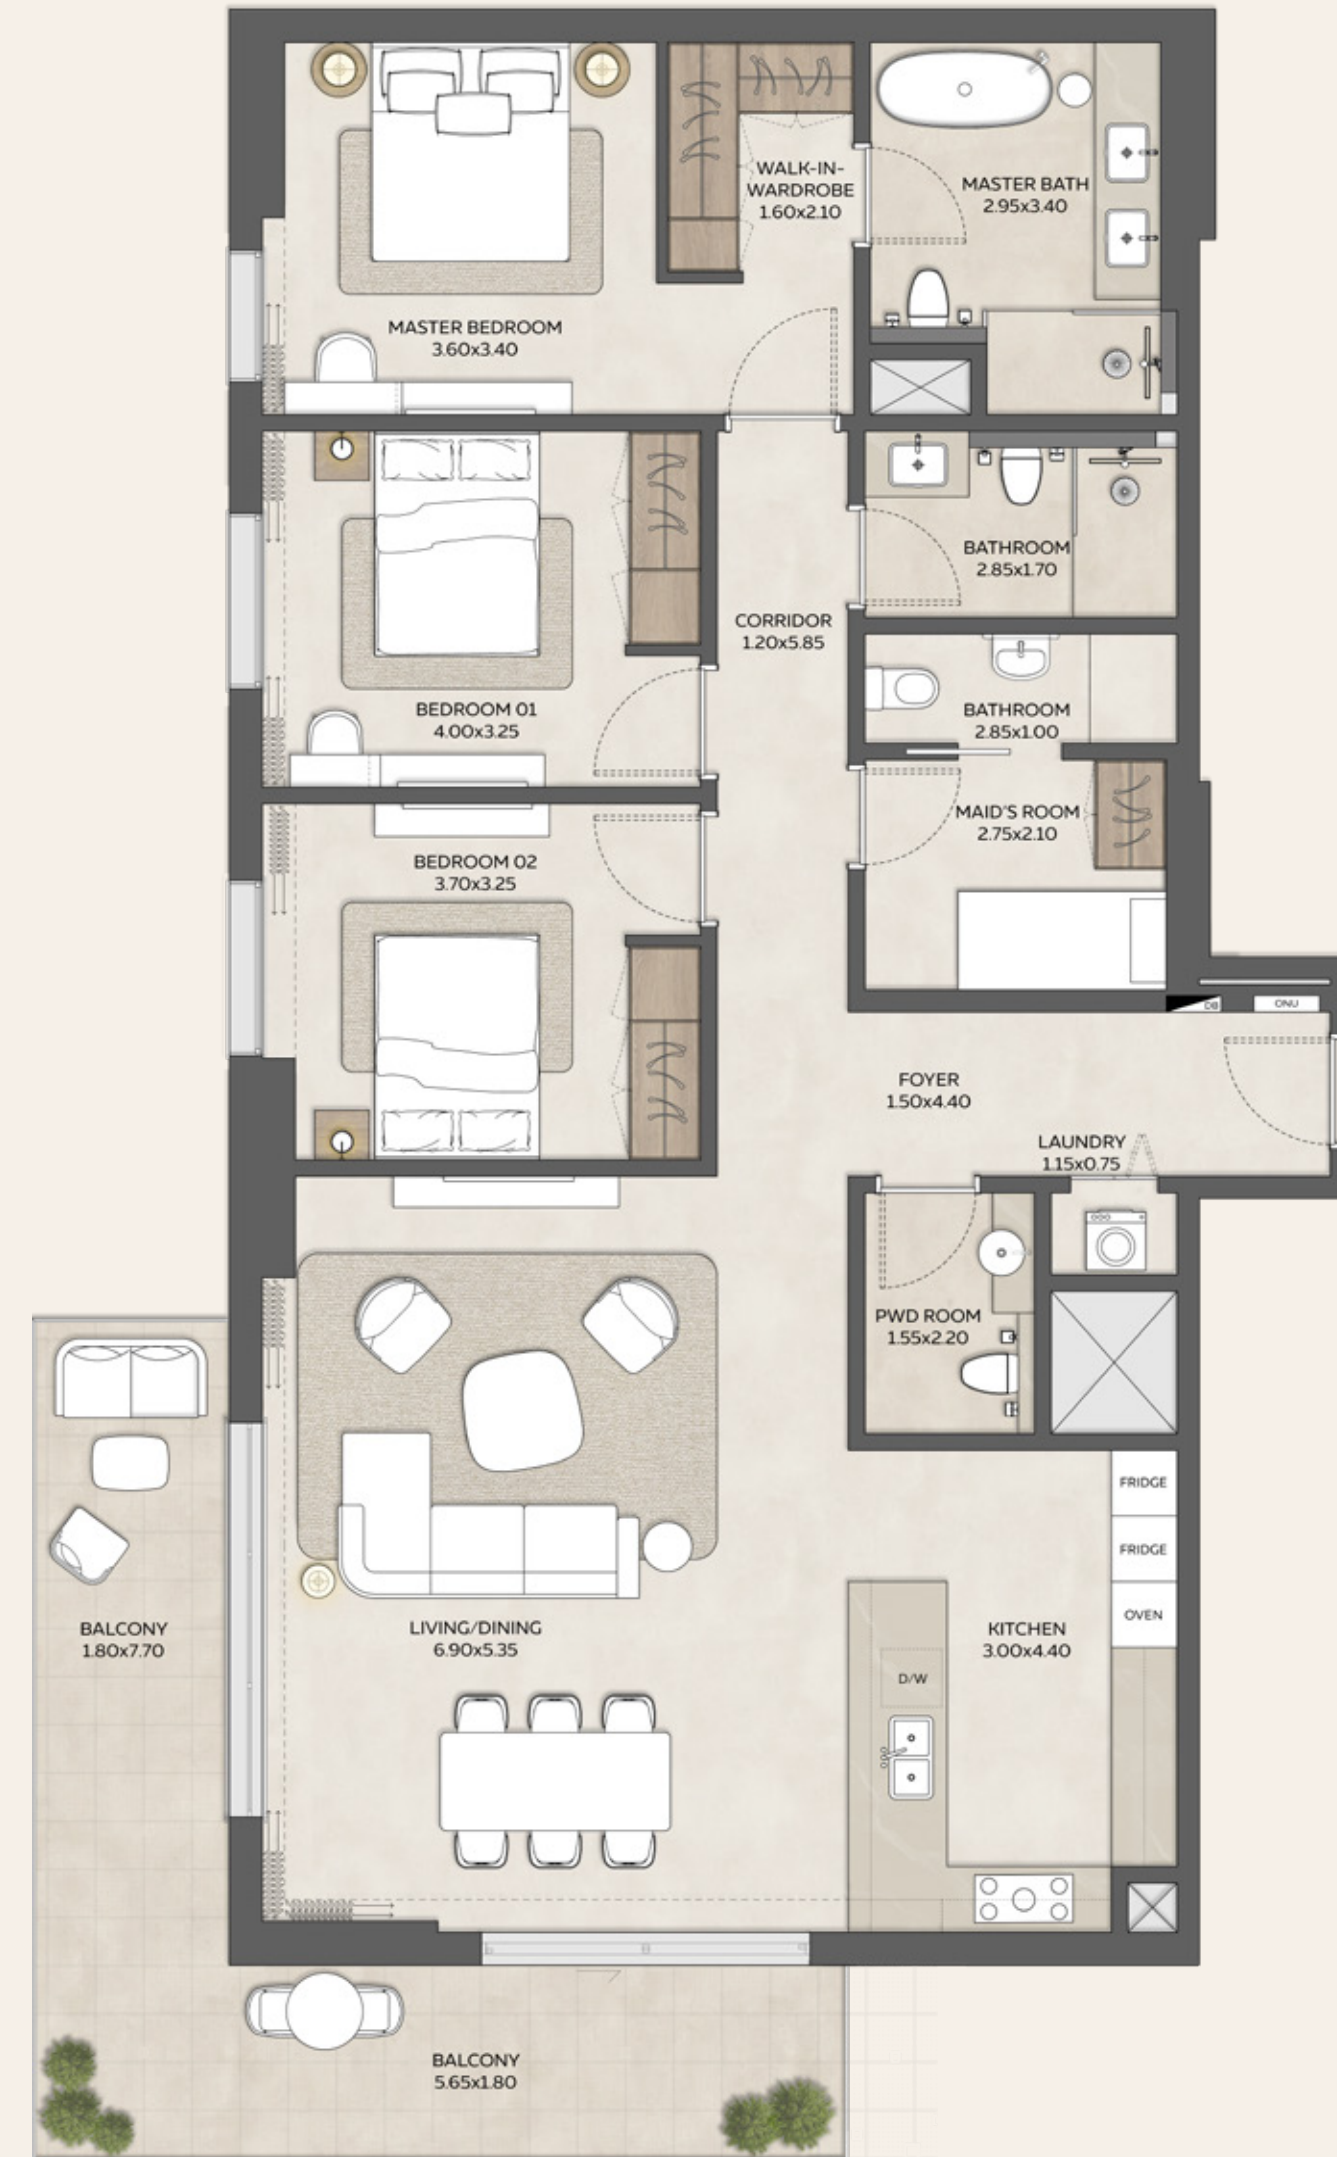 WALK-IN-
WARDROBE
1.60x2.10
MASTER BATH
2.95x3.40
MASTER BEDROOM
3.60x3.40
BATHROOM
2.85x1.70
CORRIDOR
1.20x5.85
BEDROOM 01
4.00x3.25
BATHROOM
2.85x1.00
MAID'S ROOM
2.75x2.10
BEDROOM 02
3.70x3.25
DB
ONU
FOYER
1.50x4.40
LAUNDRY
1.15x0.75
PWD ROOM
1.55x2.20
FRIDGE
FRIDGE
OVEN
BALCONY
1.80x7.70
LIVING/DINING
6.90x5.35
KITCHEN
3.00x4.40
D/W
BALCONY
5.65x1.80